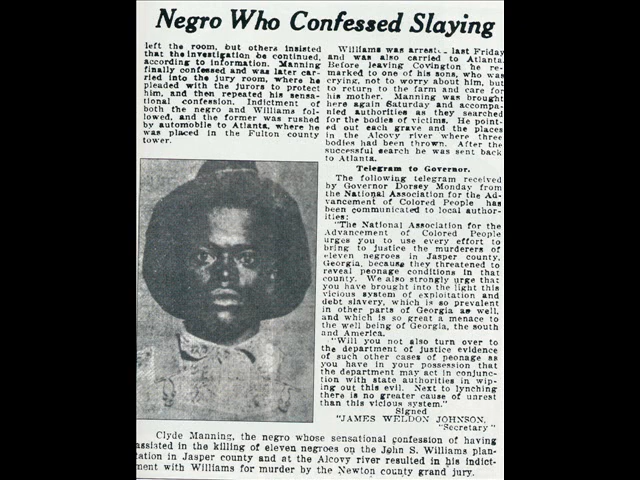 Negro Who Confessed Slaying
left the room, but others insisted
that the investigation be continued,
according to information. Manning
finally confessed and was later car-
ried into the jury room, where he
pleaded with the jurors to protect
him, and then repeated his sensa-
tional confession. Indictment of
both the negro and Williams fol-
lowed, and the former was rushed
by automobile to Atlanta, where he
was placed in the Fulton county
tower.
Williams was last Friday
and was also carried to Atlanta.
Before leaving Covington he re-
marked to one of his sons, who was
crying, not to worry about him, but
to return to the farm and care for
his mother. Manning was brought
here again Saturday and accompa-
nied authorities as they searched
for the bodies of victims. He point-
ed out each grave and the places
in the Alcovy river where three
bodies had been thrown. After the
successful search he was sent back
to Atlanta.
Telegram to Governor.
The following telegram received
by Governor Dorsey Monday from
the National Association for the Ad-
vancement of Colored People has
been communicated to local author-
ities:
"The National Association for the
Advancement of Colored People
urges you to use every effort to
bring to justice the murderers of
eleven negroes in Jasper county,
Georgia, because they threatened to
reveal peonage conditions in that
county. We also strongly urge that
you have brought into the light this
vicious system of exploitation and
debt slavery, which is so prevalent
in other parts of Georgia as well,
and which is so great a menace to
the well being of Georgia, the south
and America.
"Will you not also turn over to
the department of justice evidence
of such other cases of peonage as
you have in your possession that
the department may act in conjunc-
tion with state authorities in wip-
ing out this evil. Next to lynching
there is no greater cause of unrest
than this vicious system."
Signed
"JAMES WELDON JOHNSON,
"Secretary"
Clyde Manning, the negro whose sensational confession of having
assisted in the killing of eleven negroes on the John S. Williams plan-
tation in Jasper county and at the Alcovy river resulted in his indict-
ment with Williams for murder by the Newton county grand jury.